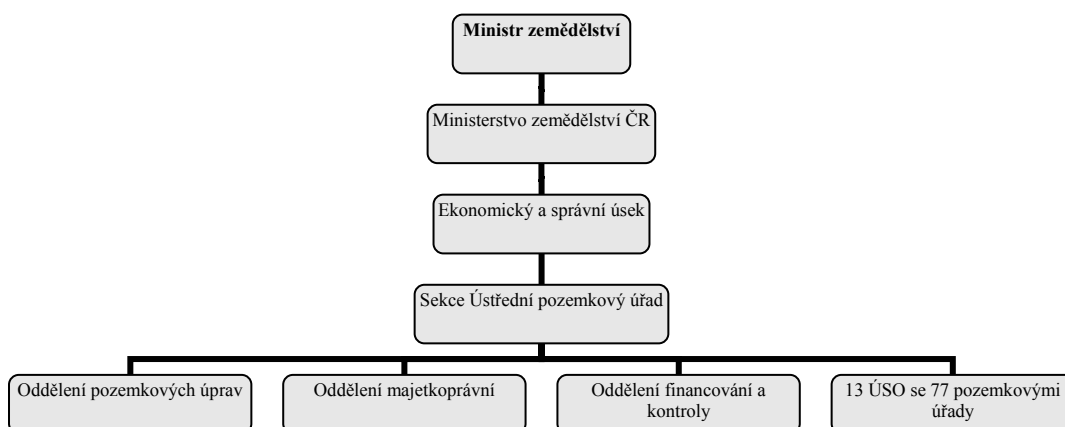 Ministr zemědělství
Ministerstvo zemědělství ČR
Ekonomický a správní úsek
Sekce Ústřední pozemkový úřad
Oddělení pozemkových úprav
Oddělení majetkoprávní
Oddělení financování a
kontroly
13 ÚSO se 77 pozemkovými
úřady